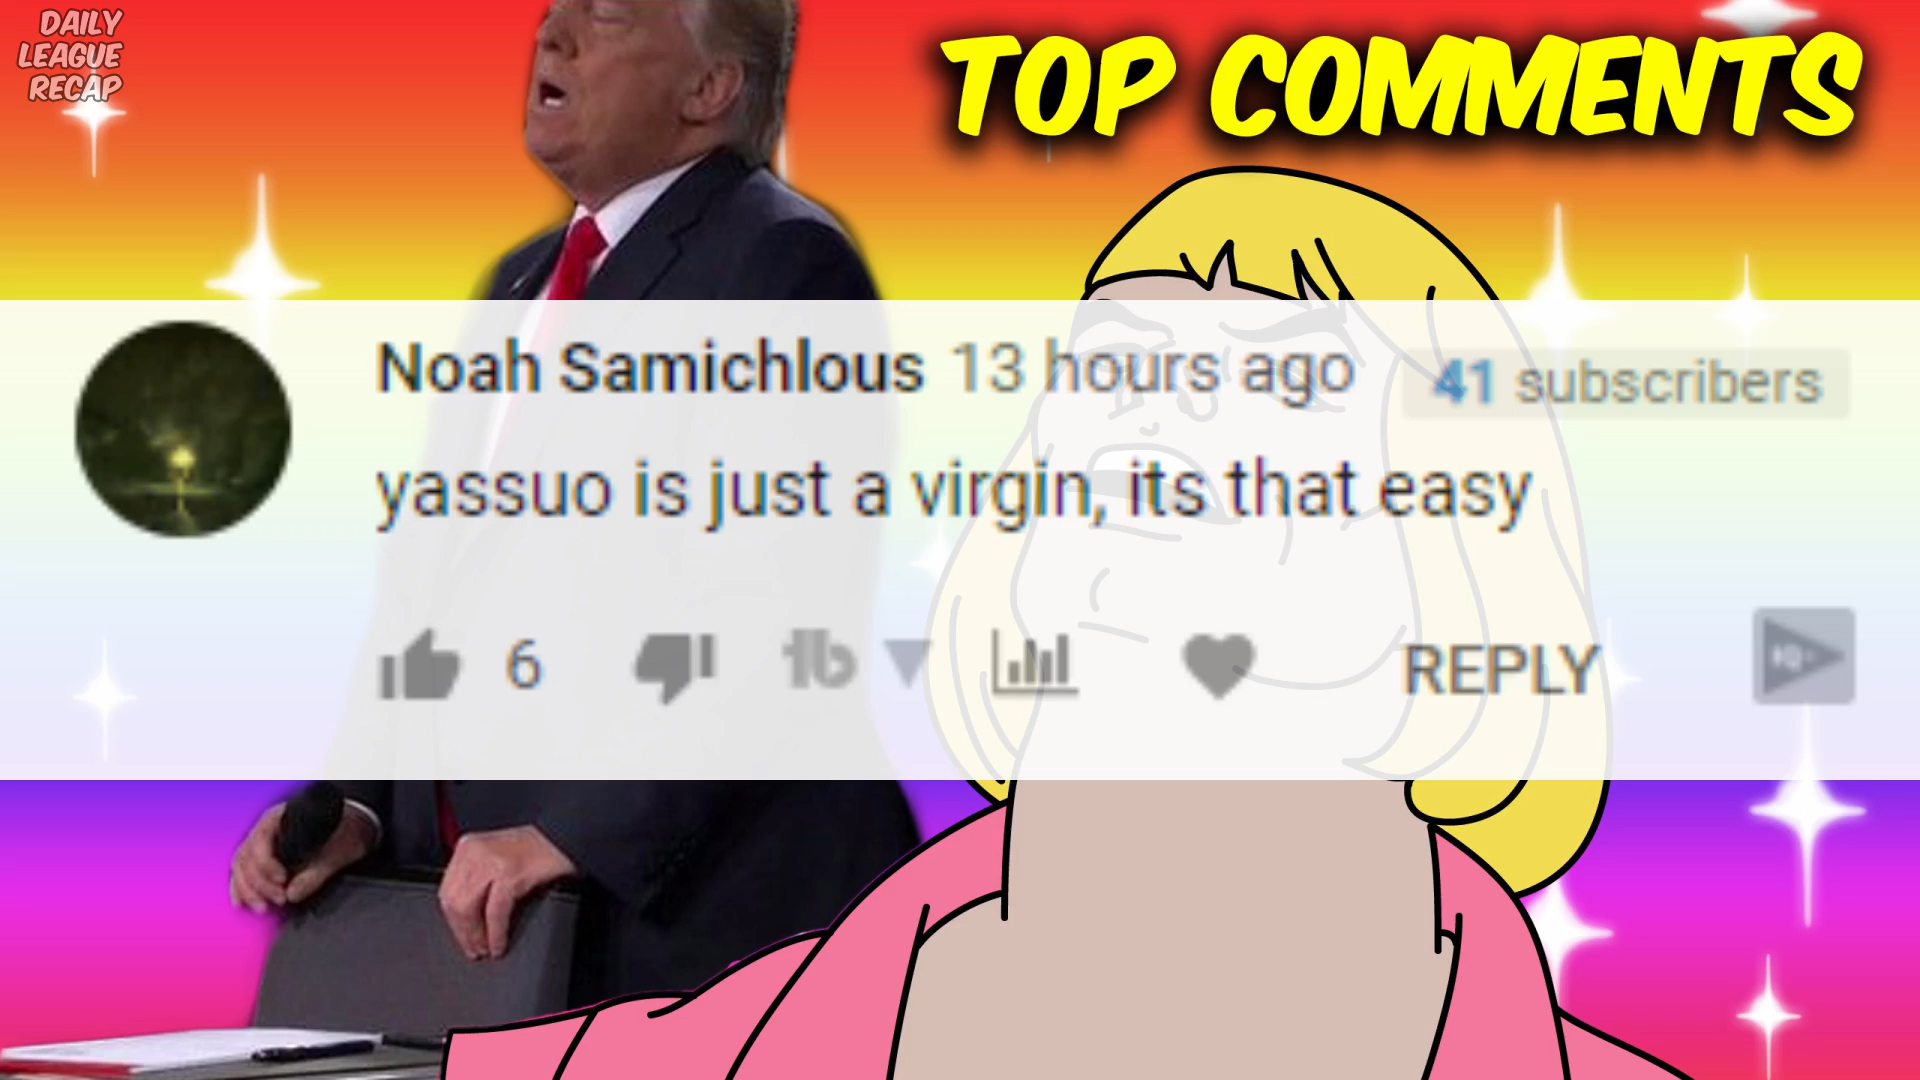 DAILY
LEAGUE
RECAP
TOP COMMENTS
Noah Samichlous 13 hours ago 41 subscribers
yassuo is just a virgin, its that easy
6 REPLY